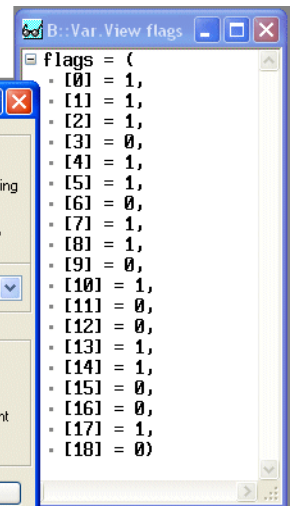 B::Var.View flags
flags = (
[0] = 1,
[1] = 1,
[2] = 1,
[3] = 0,
[4] = 1,
[5] = 1,
ing
[6] = 0,
[7] = 1,
[8] = 1,
[9] = 0,
[10] = 1,
[11] = 0,
[12] = 0,
[13] = 1,
[14] = 1,
[15] = 0,
[16] = 0,
nt
[17] = 1,
[18] = 0)